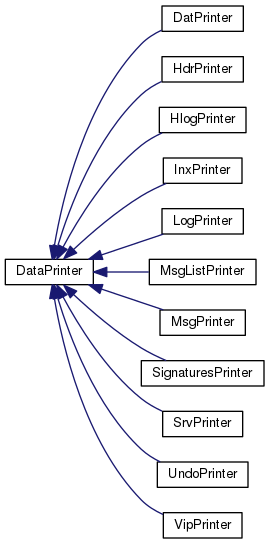 DatPrinter
HdrPrinter
HlogPrinter
InxPrinter
LogPrinter
DataPrinter
MsgListPrinter
MsgPrinter
SignaturesPrinter
SrvPrinter
UndoPrinter
VipPrinter